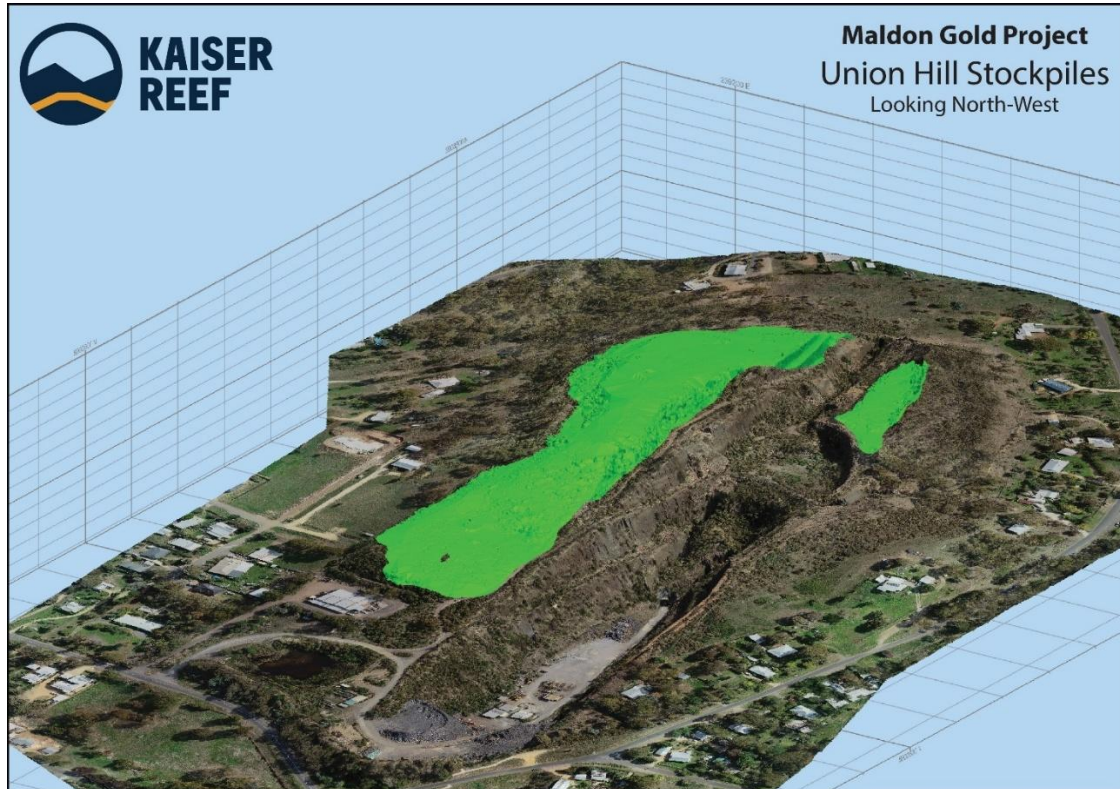 KAISER
REEF
Maldon Gold Project
Union Hill Stockpiles
Looking North-West